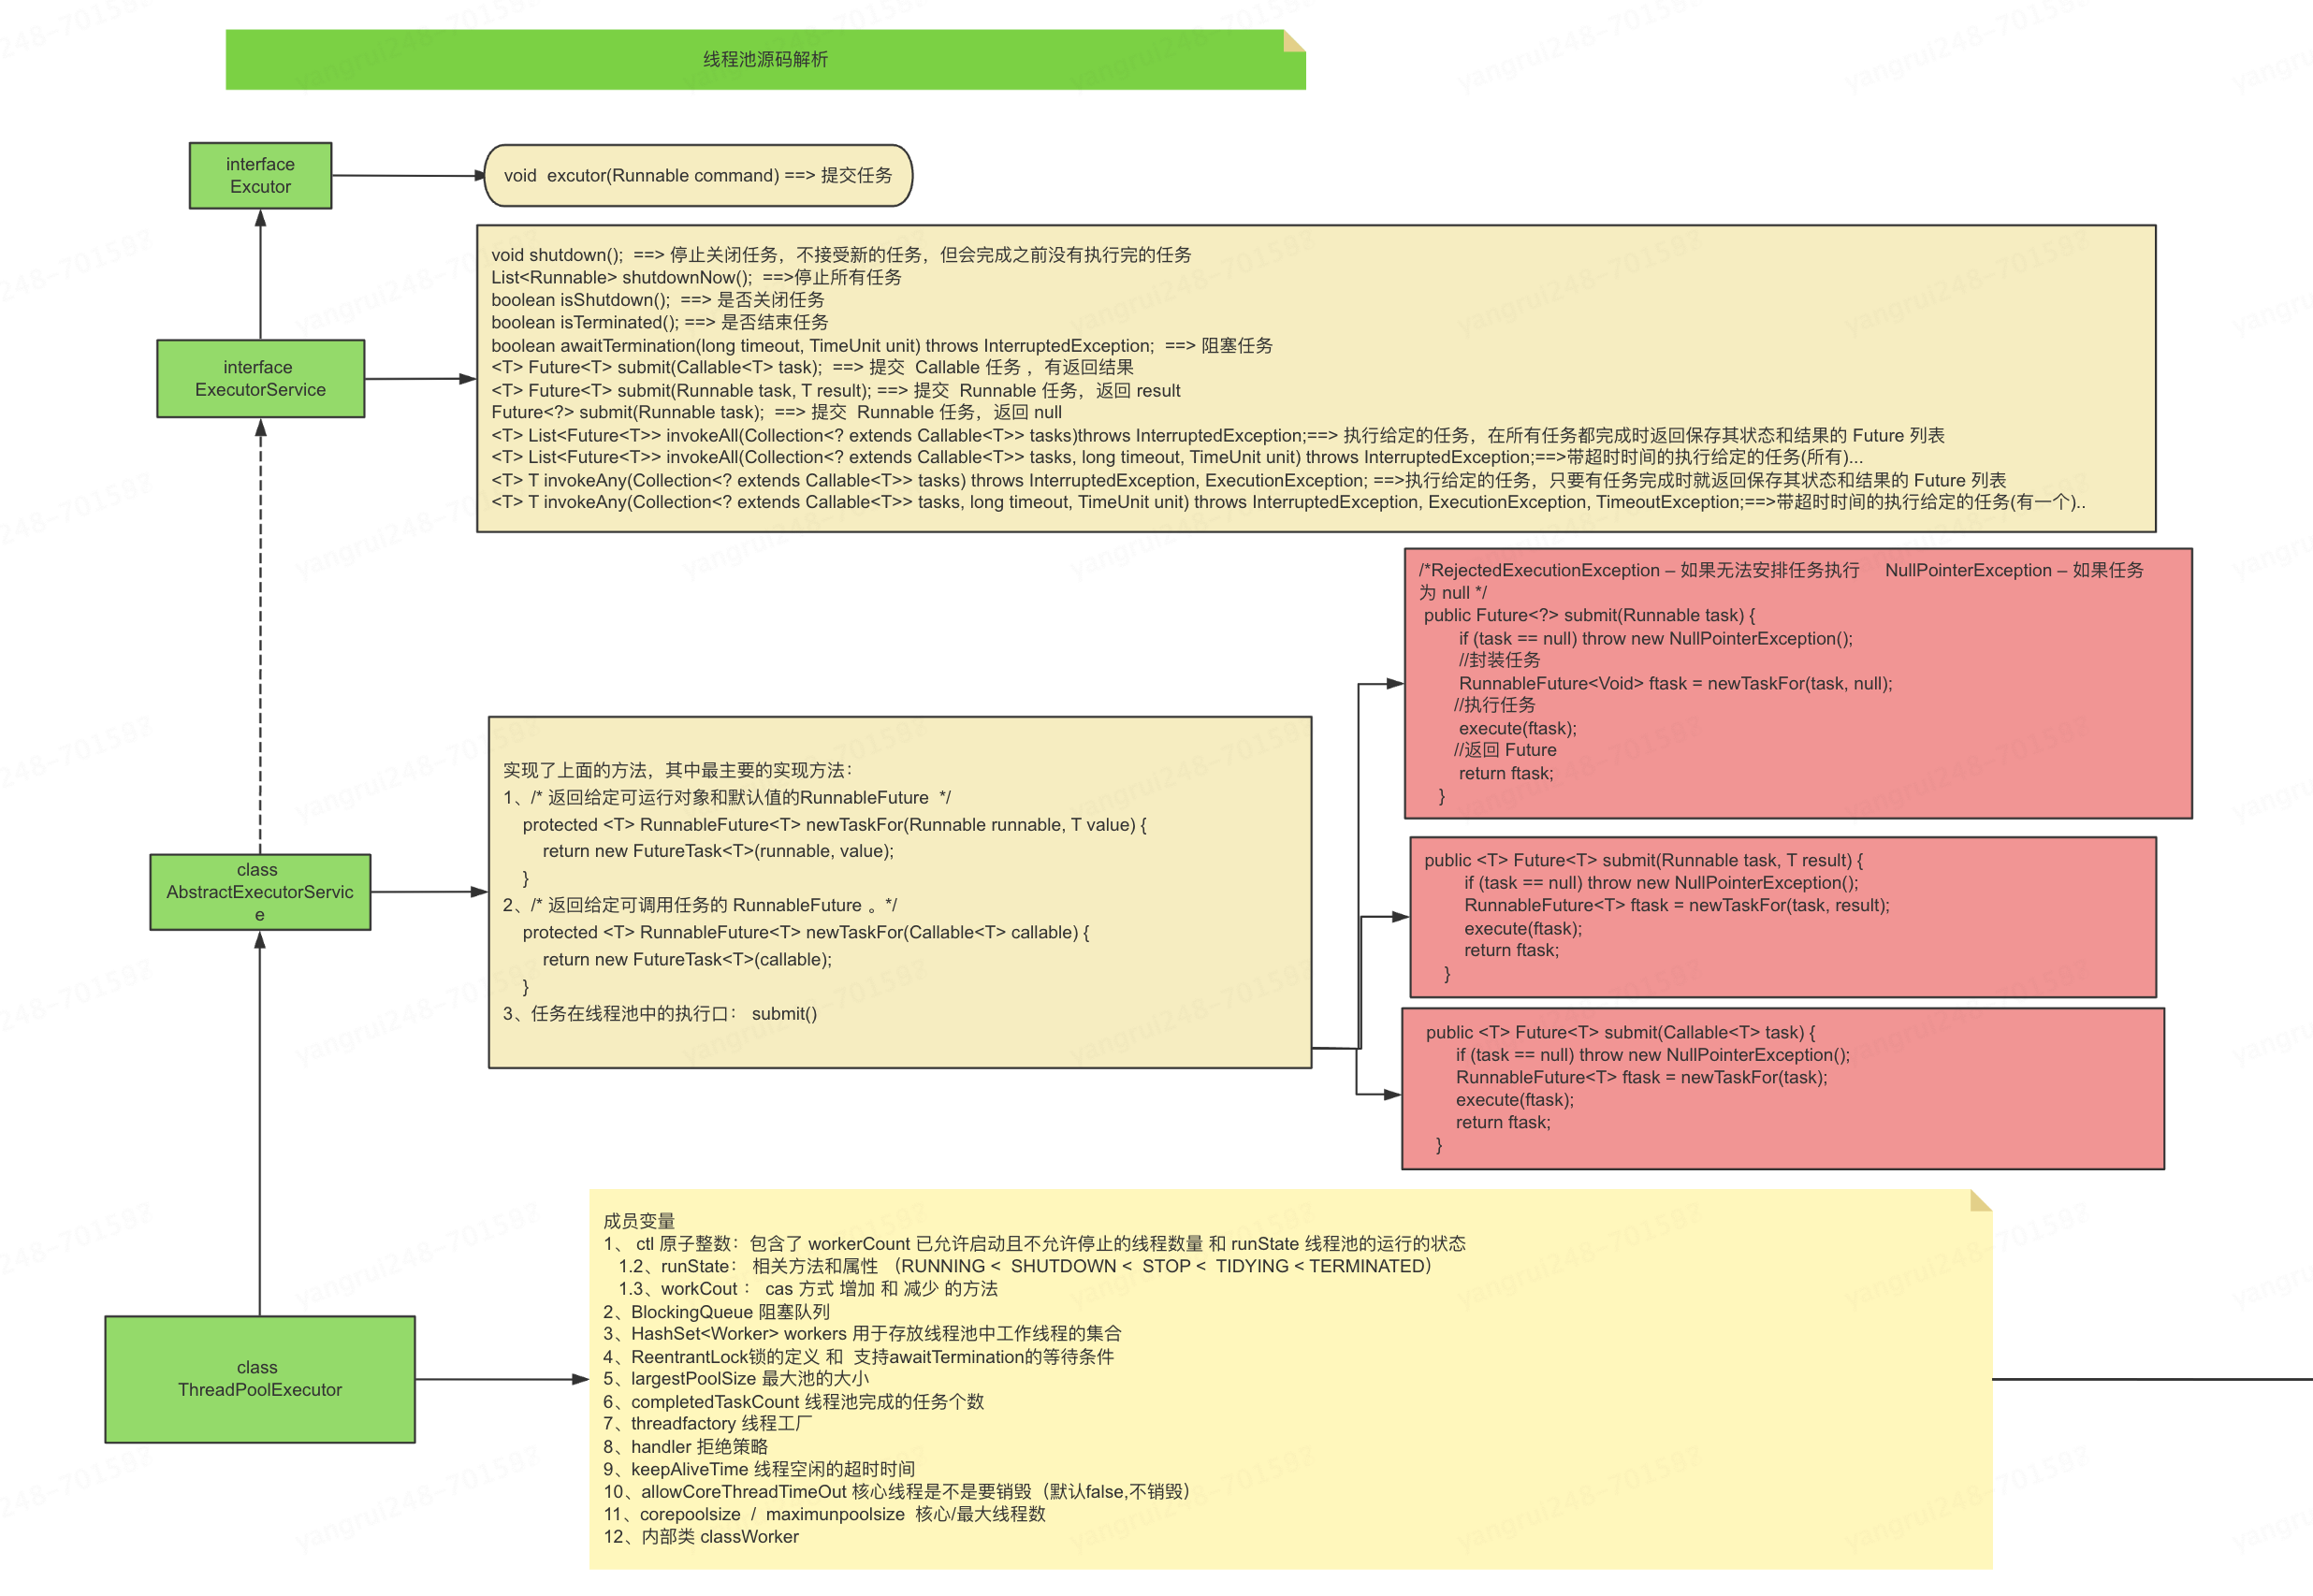 线程池源码解析
interface
Excutor
void  excutor(Runnable command) ==> 提交任务
interface
ExecutorService
void shutdown();  ==> 停止关闭任务，不接受新的任务，但会完成之前没有执行完的任务
List<Runnable> shutdownNow();  ==>停止所有任务
boolean isShutdown();  ==> 是否关闭任务
boolean isTerminated(); ==> 是否结束任务
boolean awaitTermination(long timeout, TimeUnit unit) throws InterruptedException;  ==> 阻塞任务
<T> Future<T> submit(Callable<T> task);  ==> 提交  Callable 任务 ，有返回结果
<T> Future<T> submit(Runnable task, T result); ==> 提交  Runnable 任务，返回 result
Future<?> submit(Runnable task);  ==> 提交  Runnable 任务，返回 null
<T> List<Future<T>> invokeAll(Collection<? extends Callable<T>> tasks)throws InterruptedException;==> 执行给定的任务，在所有任务都完成时返回保存其状态和结果的 Future 列表
<T> List<Future<T>> invokeAll(Collection<? extends Callable<T>> tasks, long timeout, TimeUnit unit) throws InterruptedException;==>带超时时间的执行给定的任务(所有)...
<T> T invokeAny(Collection<? extends Callable<T>> tasks) throws InterruptedException, ExecutionException; ==>执行给定的任务，只要有任务完成时就返回保存其状态和结果的 Future 列表
<T> T invokeAny(Collection<? extends Callable<T>> tasks, long timeout, TimeUnit unit) throws InterruptedException, ExecutionException, TimeoutException;==>带超时时间的执行给定的任务(有一个)..
class
AbstractExecutorServic
e
实现了上面的方法，其中最主要的实现方法：
1、/* 返回给定可运行对象和默认值的RunnableFuture  */
protected <T> RunnableFuture<T> newTaskFor(Runnable runnable, T value) {
return new FutureTask<T>(runnable, value);
}
2、/* 返回给定可调用任务的 RunnableFuture 。*/
protected <T> RunnableFuture<T> newTaskFor(Callable<T> callable) {
return new FutureTask<T>(callable);
}
3、任务在线程池中的执行口： submit()
/*RejectedExecutionException – 如果无法安排任务执行     NullPointerException – 如果任务
为 null */
public Future<?> submit(Runnable task) {
if (task == null) throw new NullPointerException();
//封装任务
RunnableFuture<Void> ftask = newTaskFor(task, null);
//执行任务
execute(ftask);
//返回 Future
return ftask;
}
public <T> Future<T> submit(Runnable task, T result) {
if (task == null) throw new NullPointerException();
RunnableFuture<T> ftask = newTaskFor(task, result);
execute(ftask);
return ftask;
}
public <T> Future<T> submit(Callable<T> task) {
if (task == null) throw new NullPointerException();
RunnableFuture<T> ftask = newTaskFor(task);
execute(ftask);
return ftask;
}
class
ThreadPoolExecutor
成员变量
1、 ctl 原子整数：包含了 workerCount 已允许启动且不允许停止的线程数量 和 runState 线程池的运行的状态
1.2、runState： 相关方法和属性 （RUNNING <  SHUTDOWN <  STOP <  TIDYING < TERMINATED）
1.3、workCout ： cas 方式 增加 和 减少 的方法
2、BlockingQueue 阻塞队列
3、HashSet<Worker> workers 用于存放线程池中工作线程的集合
4、ReentrantLock锁的定义 和  支持awaitTermination的等待条件
5、largestPoolSize 最大池的大小
6、completedTaskCount 线程池完成的任务个数
7、threadfactory 线程工厂
8、handler 拒绝策略
9、keepAliveTime 线程空闲的超时时间
10、allowCoreThreadTimeOut 核心线程是不是要销毁（默认false,不销毁）
11、corepoolsize  /  maximunpoolsize  核心/最大线程数
12、内部类 classWorker